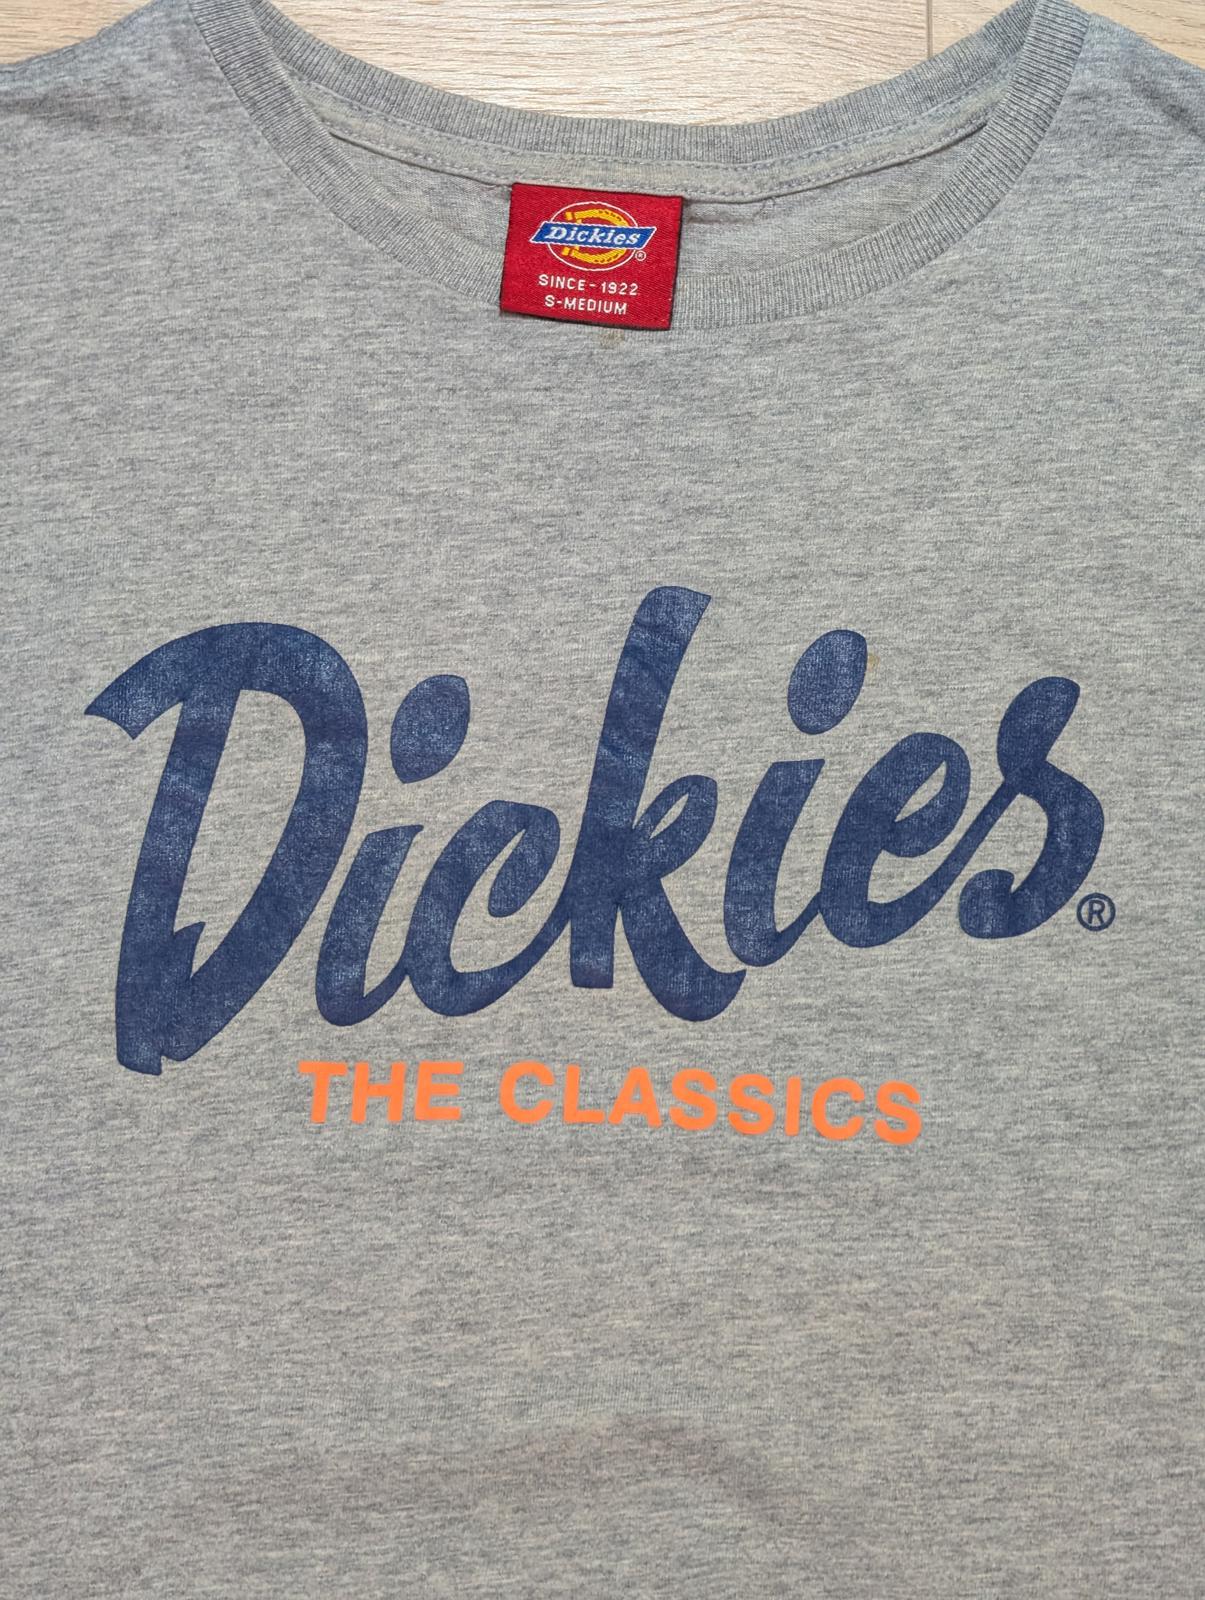 Dickies®
SINCE-1922
S-MEDIUM
Dickies®
THE CLASSICS